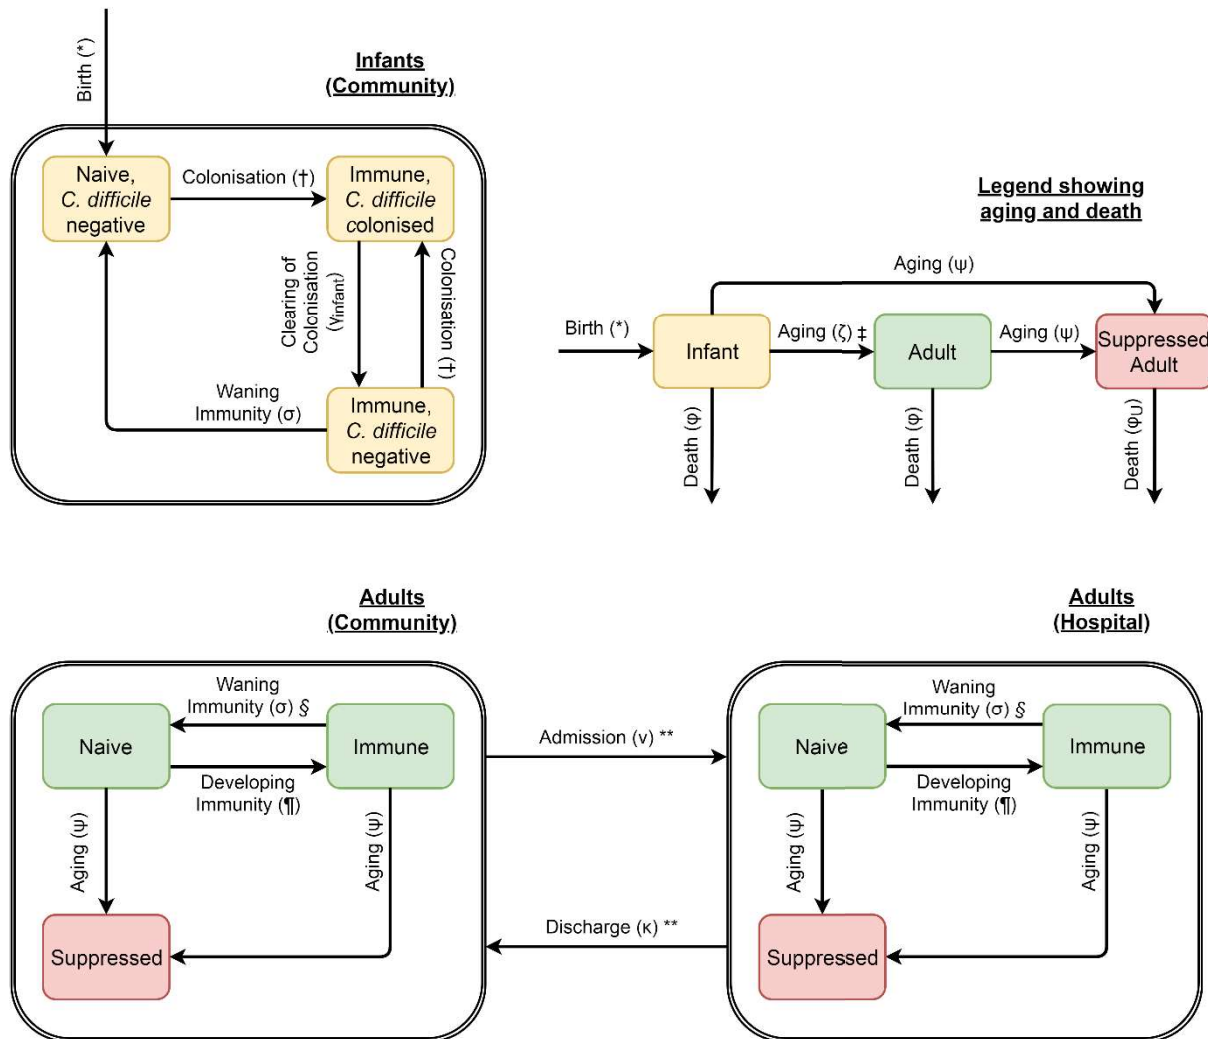 Birth (*)
Infants
(Community)
Naive,
C. difficile
negative
Colonisation (†)
Immune,
C. difficile
colonised
Clearing of
Colonisation
(γinfant)
Colonisation (†)
Waning
Immunity (σ)
Immune,
C. difficile
negative
Legend showing
aging and death
Aging (ψ)
Birth (*)
Infant
Aging (ζ) ‡
Adult
Aging (ψ)
Suppressed
Adult
Death (φ)
Death (φ)
Death (φU)
Adults
(Community)
Waning
Immunity (σ) §
Naive
Immune
Developing
Immunity (¶)
Aging (ψ)
Aging (ψ)
Suppressed
Admission (ν) **
Discharge (κ) **
Adults
(Hospital)
Waning
Immunity (σ) §
Naive
Immune
Developing
Immunity (¶)
Aging (ψ)
Aging (ψ)
Suppressed